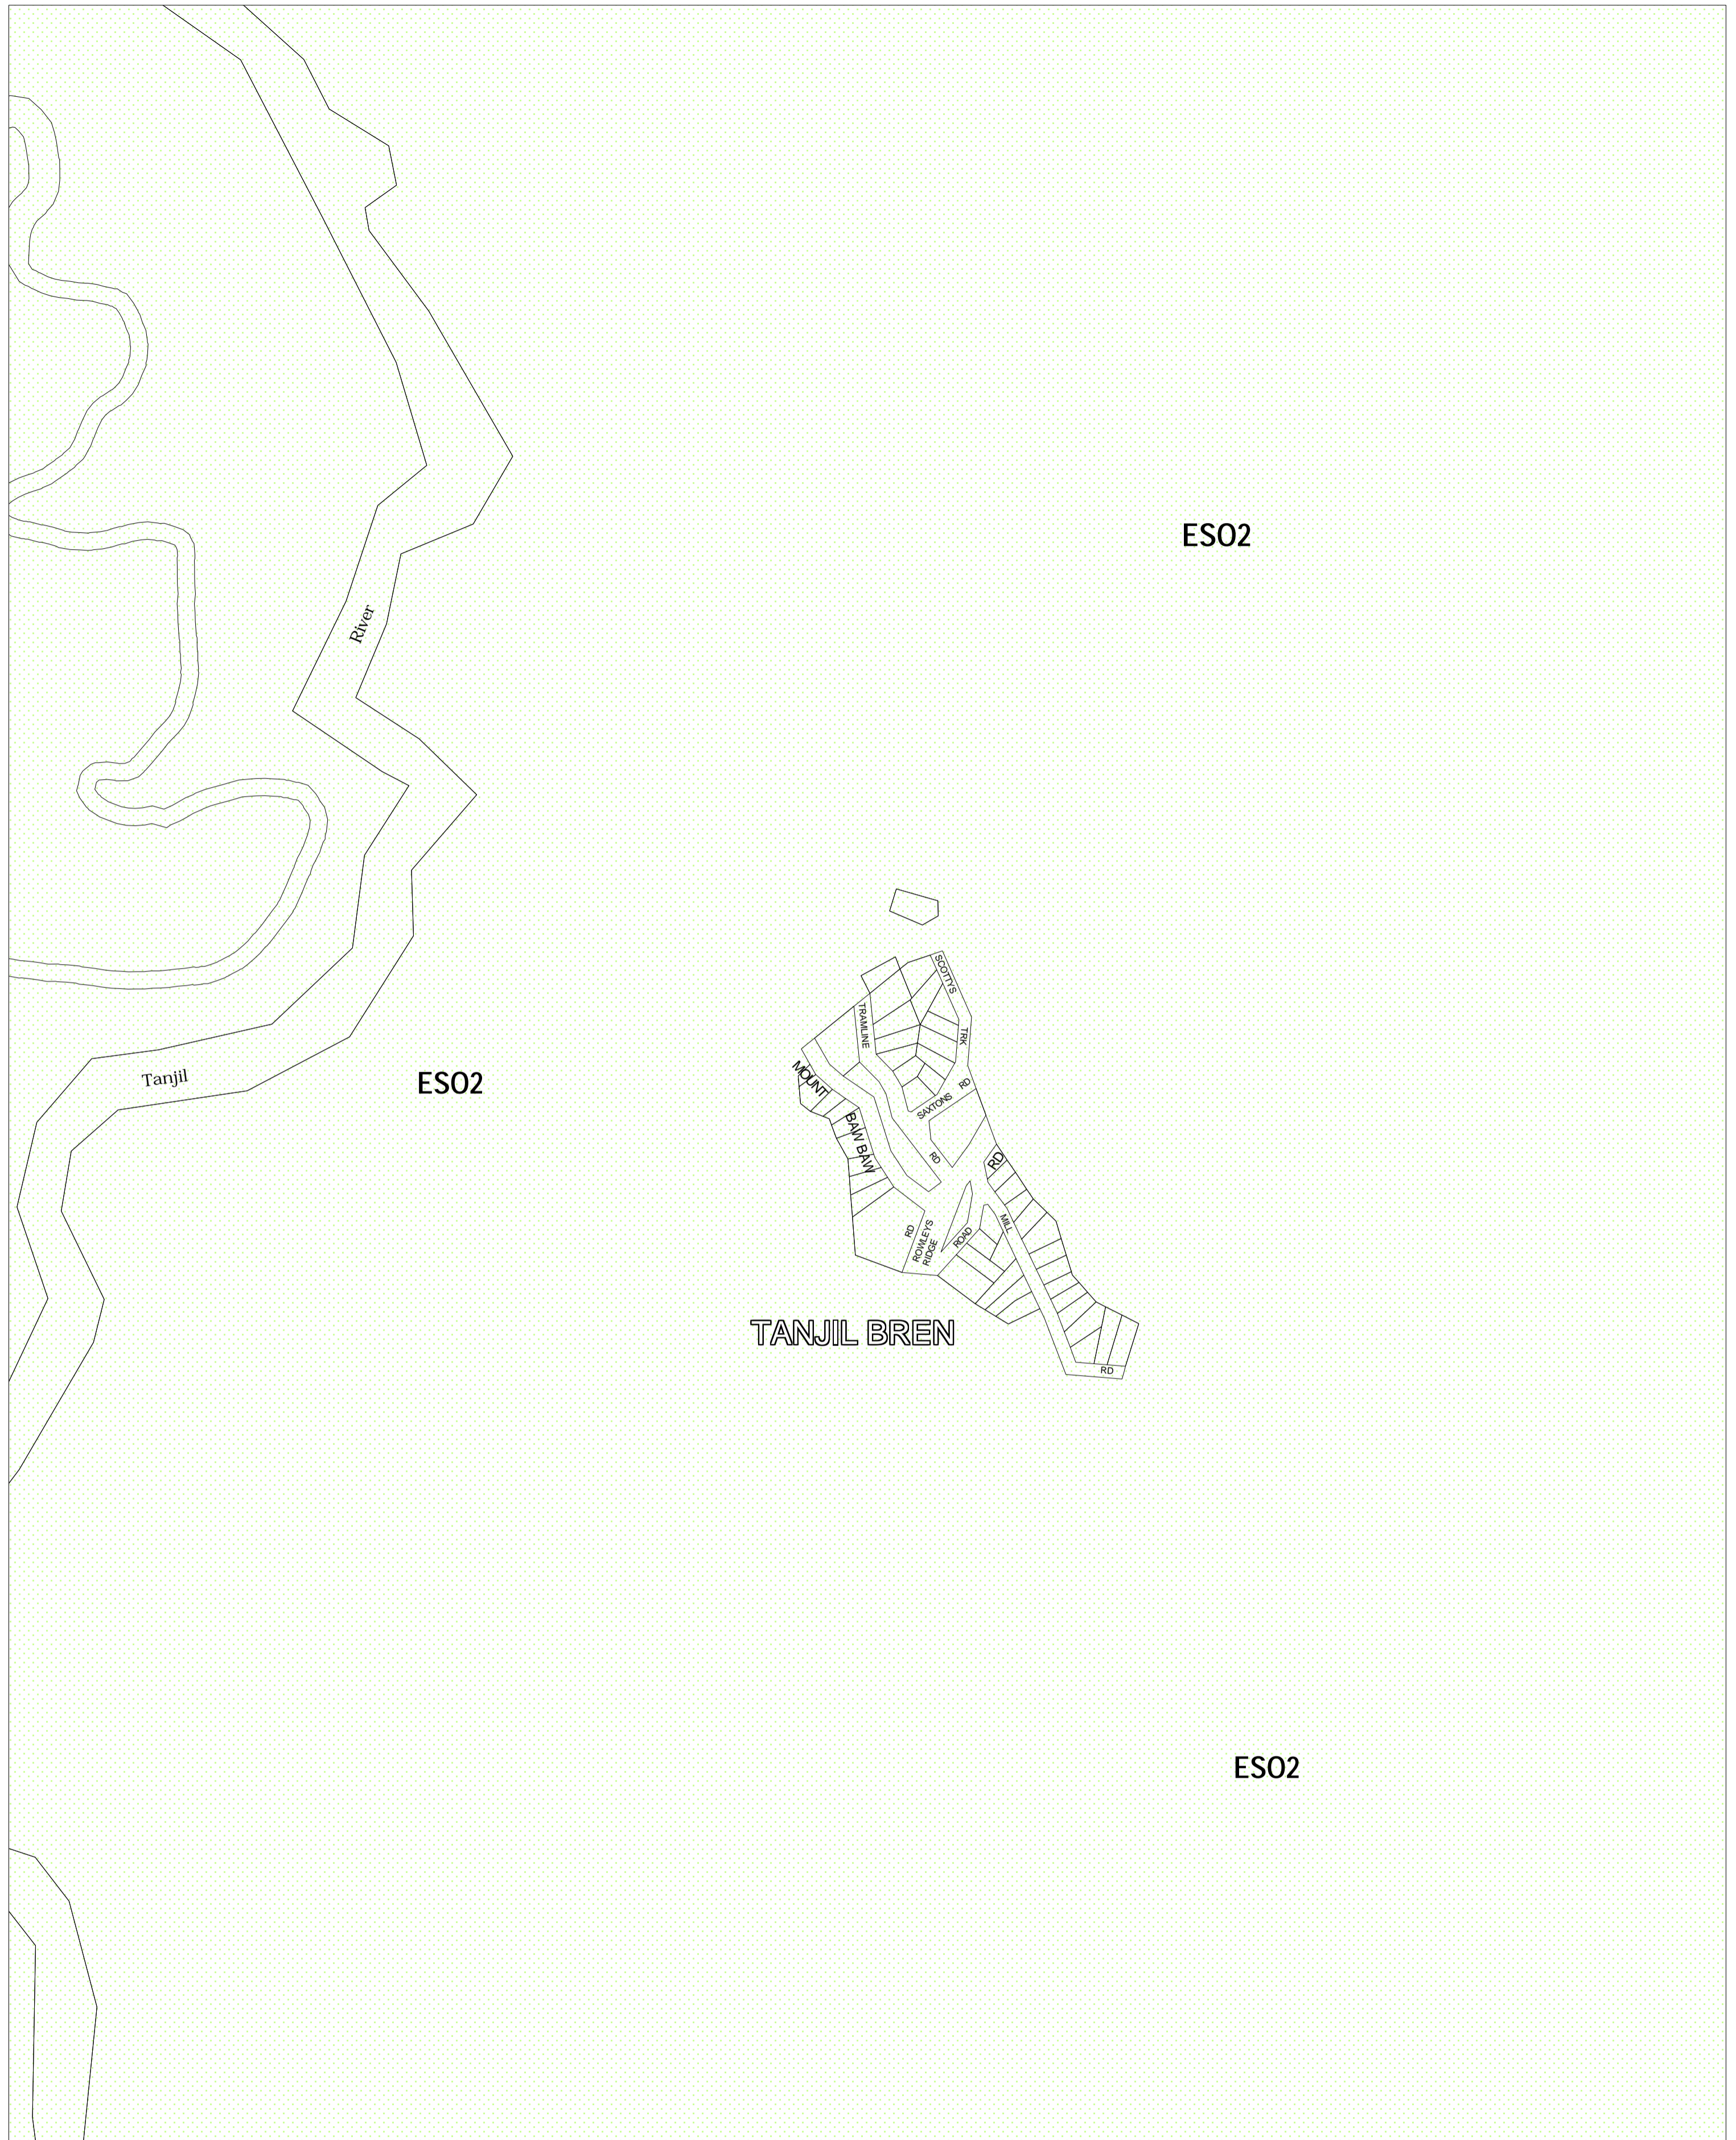 ESO2
River
SCOTTYS
TRK
TRAMLINE
RD
MOUNT
BAW BAW
RD
Tanjil
ESO2
SAXTONS
RD
RD
ROWLEYS
RIDGE
RD
ROAD
MILL
RD
TANJIL BREN
ESO2